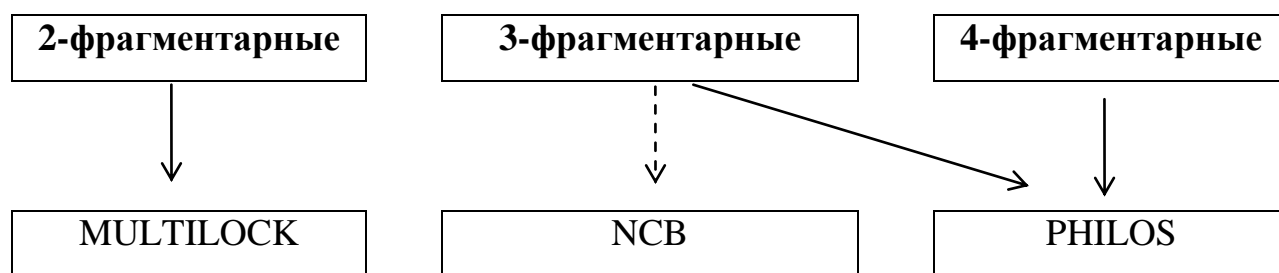 2-фрагментарные
3-фрагментарные
4-фрагментарные
MULTILOCK
NCB
PHILOS